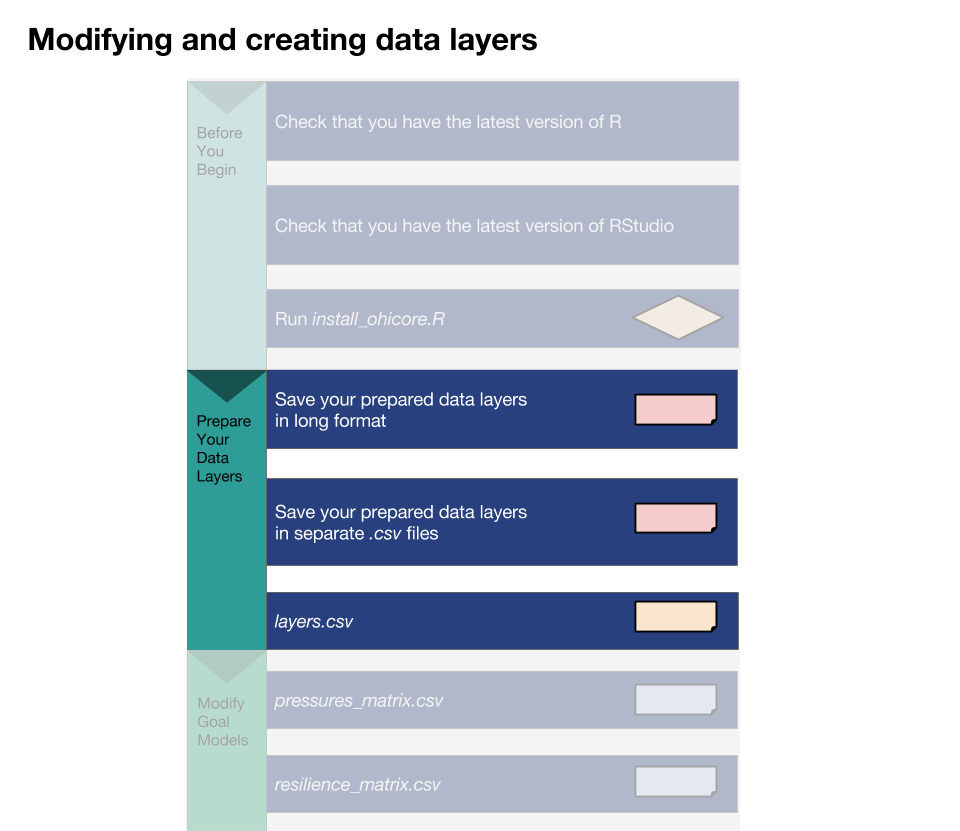 Modifying and creating data layers
Before
You
Begin
Check that you have the latest version of R
Check that you have the latest version of RStudio
Run install_ohicore.R
Prepare
Your
Data
Layers
Save your prepared data layers
in long format
Save your prepared data layers
in separate .csv files
layers.csv
Modify
Goal
Models
pressures_matrix.csv
resilience_matrix.csv